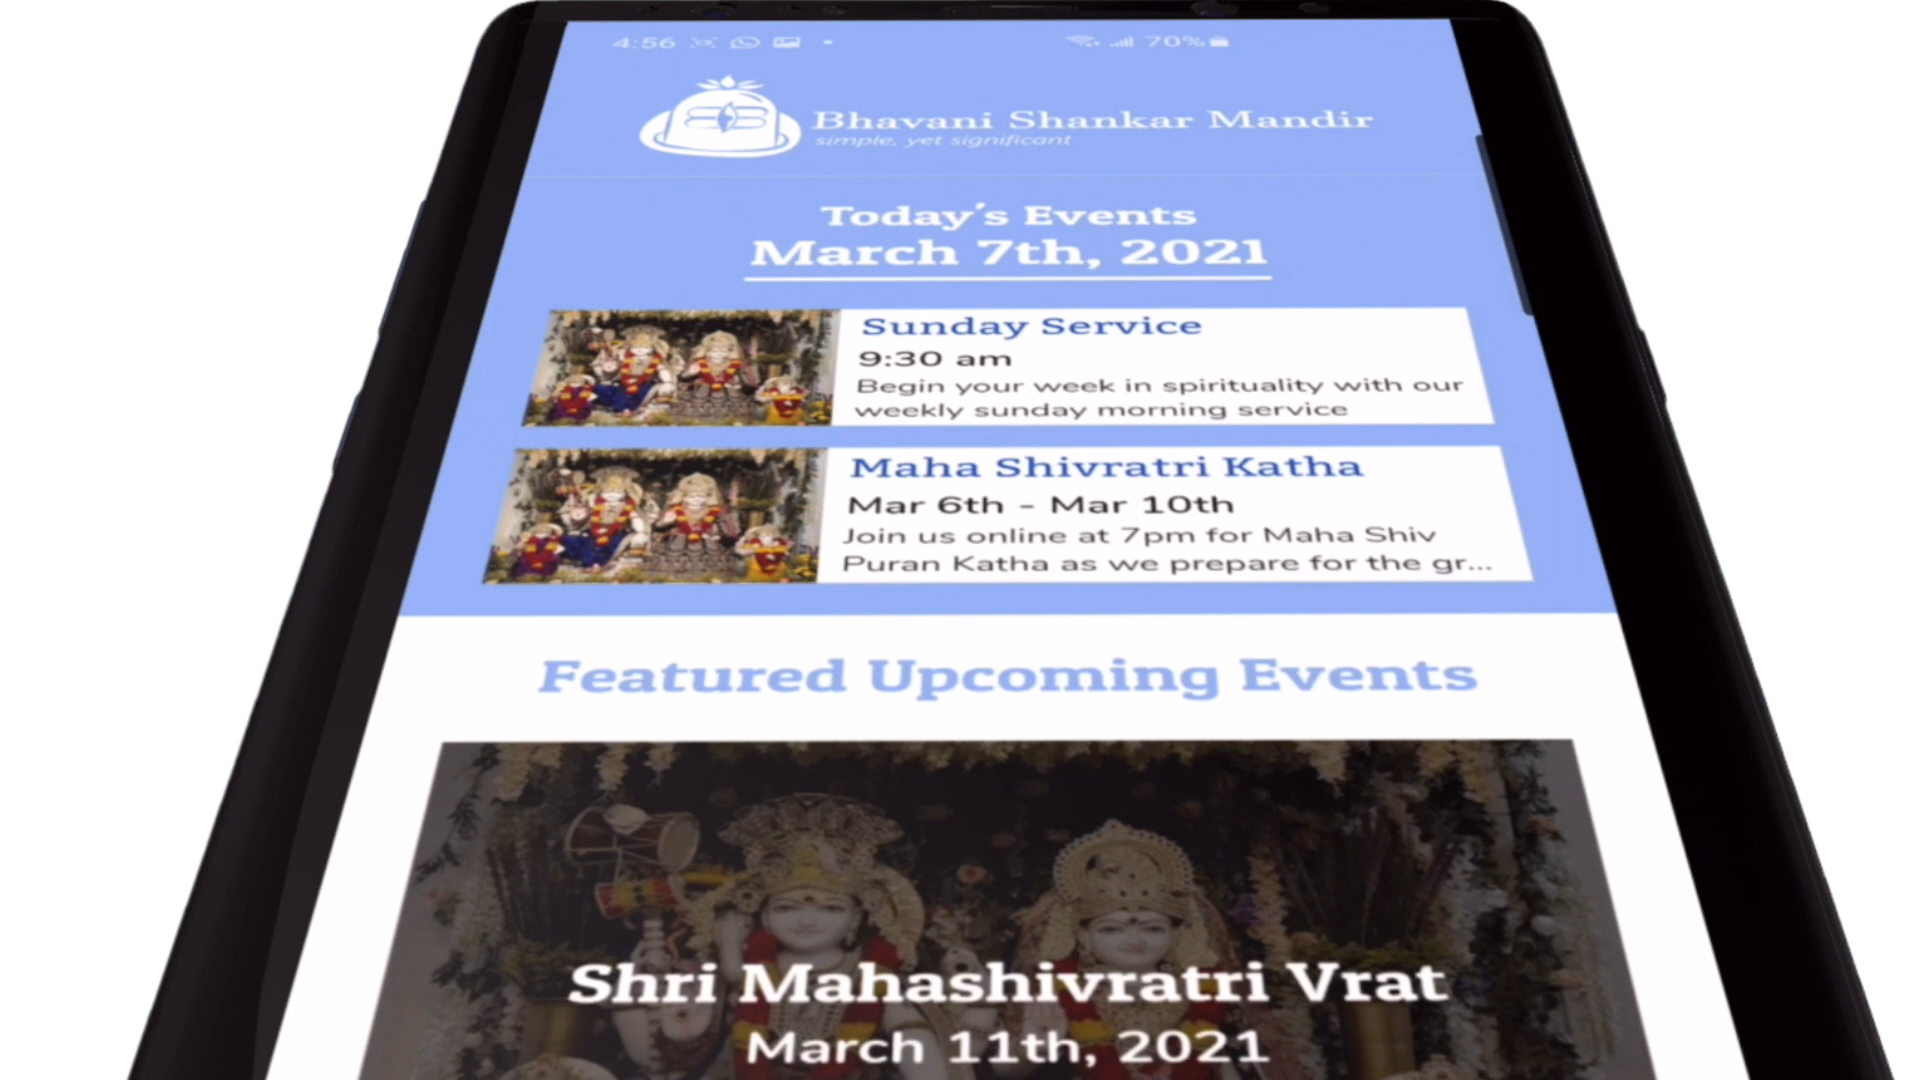 4:56
70%
Bhavani Shankar Mandir
simple, yet significant
Today's Events
March 7th, 2021
Sunday Service
9:30 am
Begin your week in spirituality with our
weekly sunday morning service
Maha Shivratri Katha
Mar 6th - Mar 10th
Join us online at 7pm for Maha Shiv
Puran Katha as we prepare for the gr...
Featured Upcoming Events
Shri Mahashivratri Vrat
March 11th, 2021